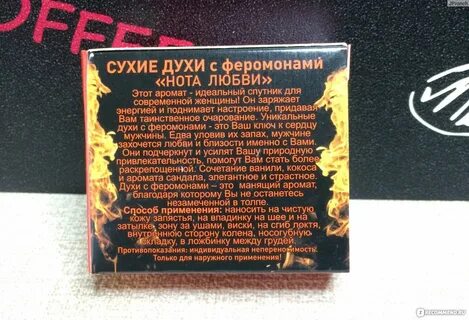 OFFEE
СУХИЕ ДУХИ с феромонами
«НОТА ЛЮБВИ»
Этот аромат - идеальный спутник для
современной женщины! Он заряжает
энергией и поднимает настроение, придавая
Вам таинственное очарование. Уникальные
духи с феромонами - это Ваш ключ к сердцу
мужчины. Едва уловив их запах, мужчине
захочется любви и близости именно с Вами.
Они подчеркнут и усилят Вашу природную
привлекательность, помогут Вам стать более
раскрепощенной. Сочетание ванили, кокоса
и аромата сандала, элегантное и страстное.
Духи с феромонами – это манящий аромат,
благодаря которому Вы не останетесь
незамеченной в толпе.
Способ применения: наносить на чистую
кожу запястья, на впадинку на шее и на
затылке, зону за ушами, виски, на сгиб локтя,
внутреннюю сторону колена, носогубную
складку, в ложбинку между грудей.
Противопоказания: индивидуальная непереносимость.
Только для наружного применения!
IRECOMMEND.RU